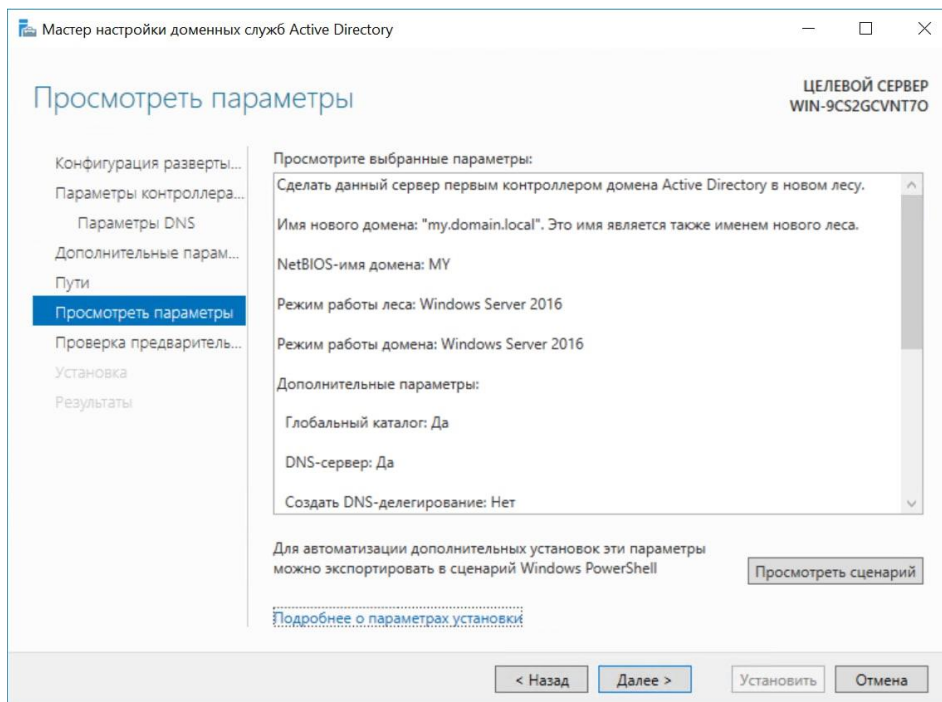 Мастер настройки доменных служб Active Directory
Просмотреть параметры
ЦЕЛЕВОЙ СЕРВЕР
WIN-9CS2GCVNT7O
Конфигурация разверты...
Параметры контроллера...
Параметры DNS
Дополнительные парам...
Пути
Просмотреть параметры
Проверка предваритель...
Установка
Результаты
Просмотрите выбранные параметры:
Сделать данный сервер первым контроллером домена Active Directory в новом лесу.
Имя нового домена: "my.domain.local". Это имя является также именем нового леса.
NetBIOS-имя домена: MY
Режим работы леса: Windows Server 2016
Режим работы домена: Windows Server 2016
Дополнительные параметры:
Глобальный каталог: Да
DNS-сервер: Да
Создать DNS-делегирование: Нет
Для автоматизации дополнительных установок эти параметры
можно экспортировать в сценарий Windows PowerShell
Просмотреть сценарий
Подробнее о параметрах установки
< Назад
Далее >
Установить
Отмена